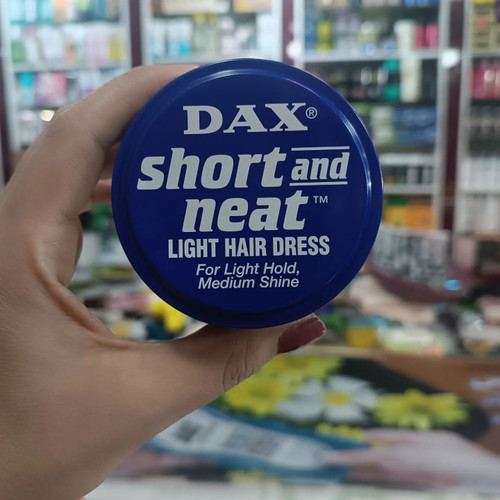 DAX®
short and
neat™
LIGHT HAIR DRESS
For Light Hold,
Medium Shine